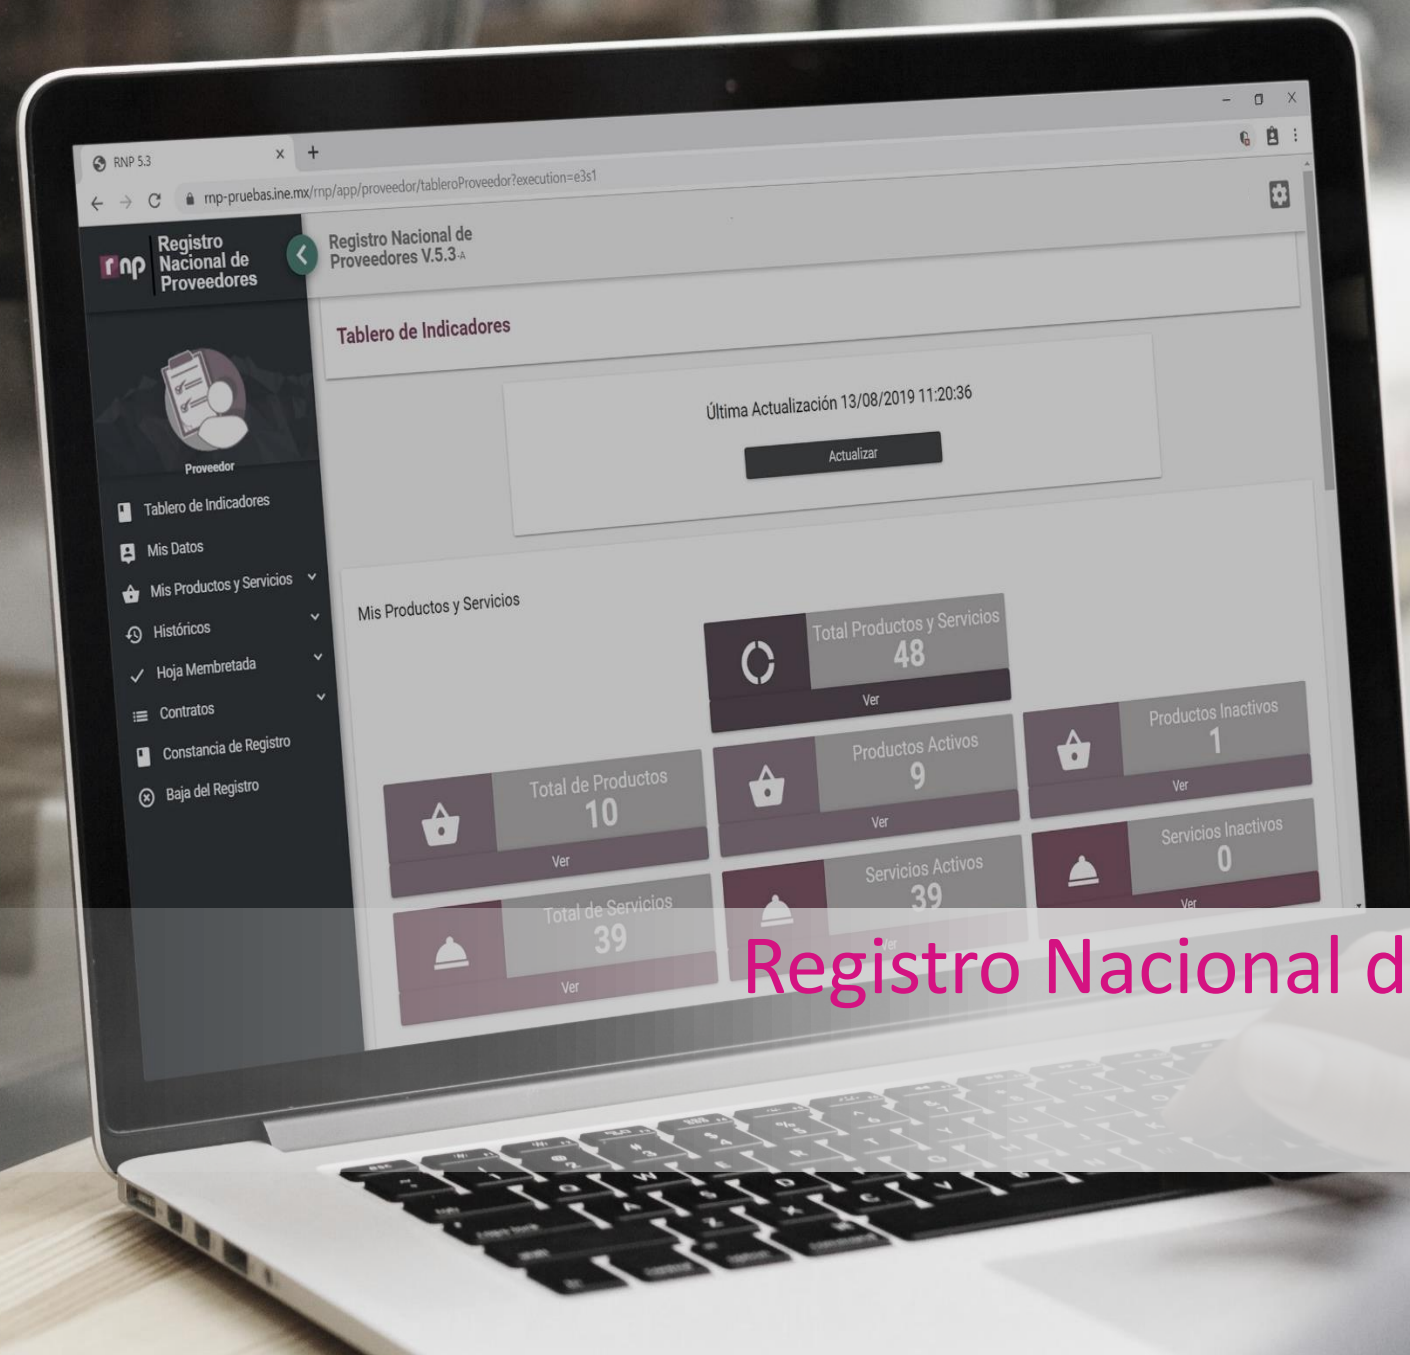 RNP 5.3
rnp-pruebas.ine.mx/rnp/app/proveedor/tableroProveedor?execution=e3s1
rnp
Registro
Nacional de
Proveedores
Registro Nacional de
Proveedores V.5.3-A
Tablero de Indicadores
Última Actualización 13/08/2019 11:20:36
Actualizar
Proveedor
Tablero de Indicadores
Mis Datos
Mis Productos y Servicios
Históricos
Hoja Membretada
Contratos
Constancia de Registro
Baja del Registro
Mis Productos y Servicios
Total Productos y Servicios
48
Ver
Total de Productos
10
Ver
Productos Activos
9
Ver
Productos Inactivos
1
Ver
Total de Servicios
39
Ver
Servicios Activos
39
Ver
Servicios Inactivos
0
Ver
Registro Nacional d